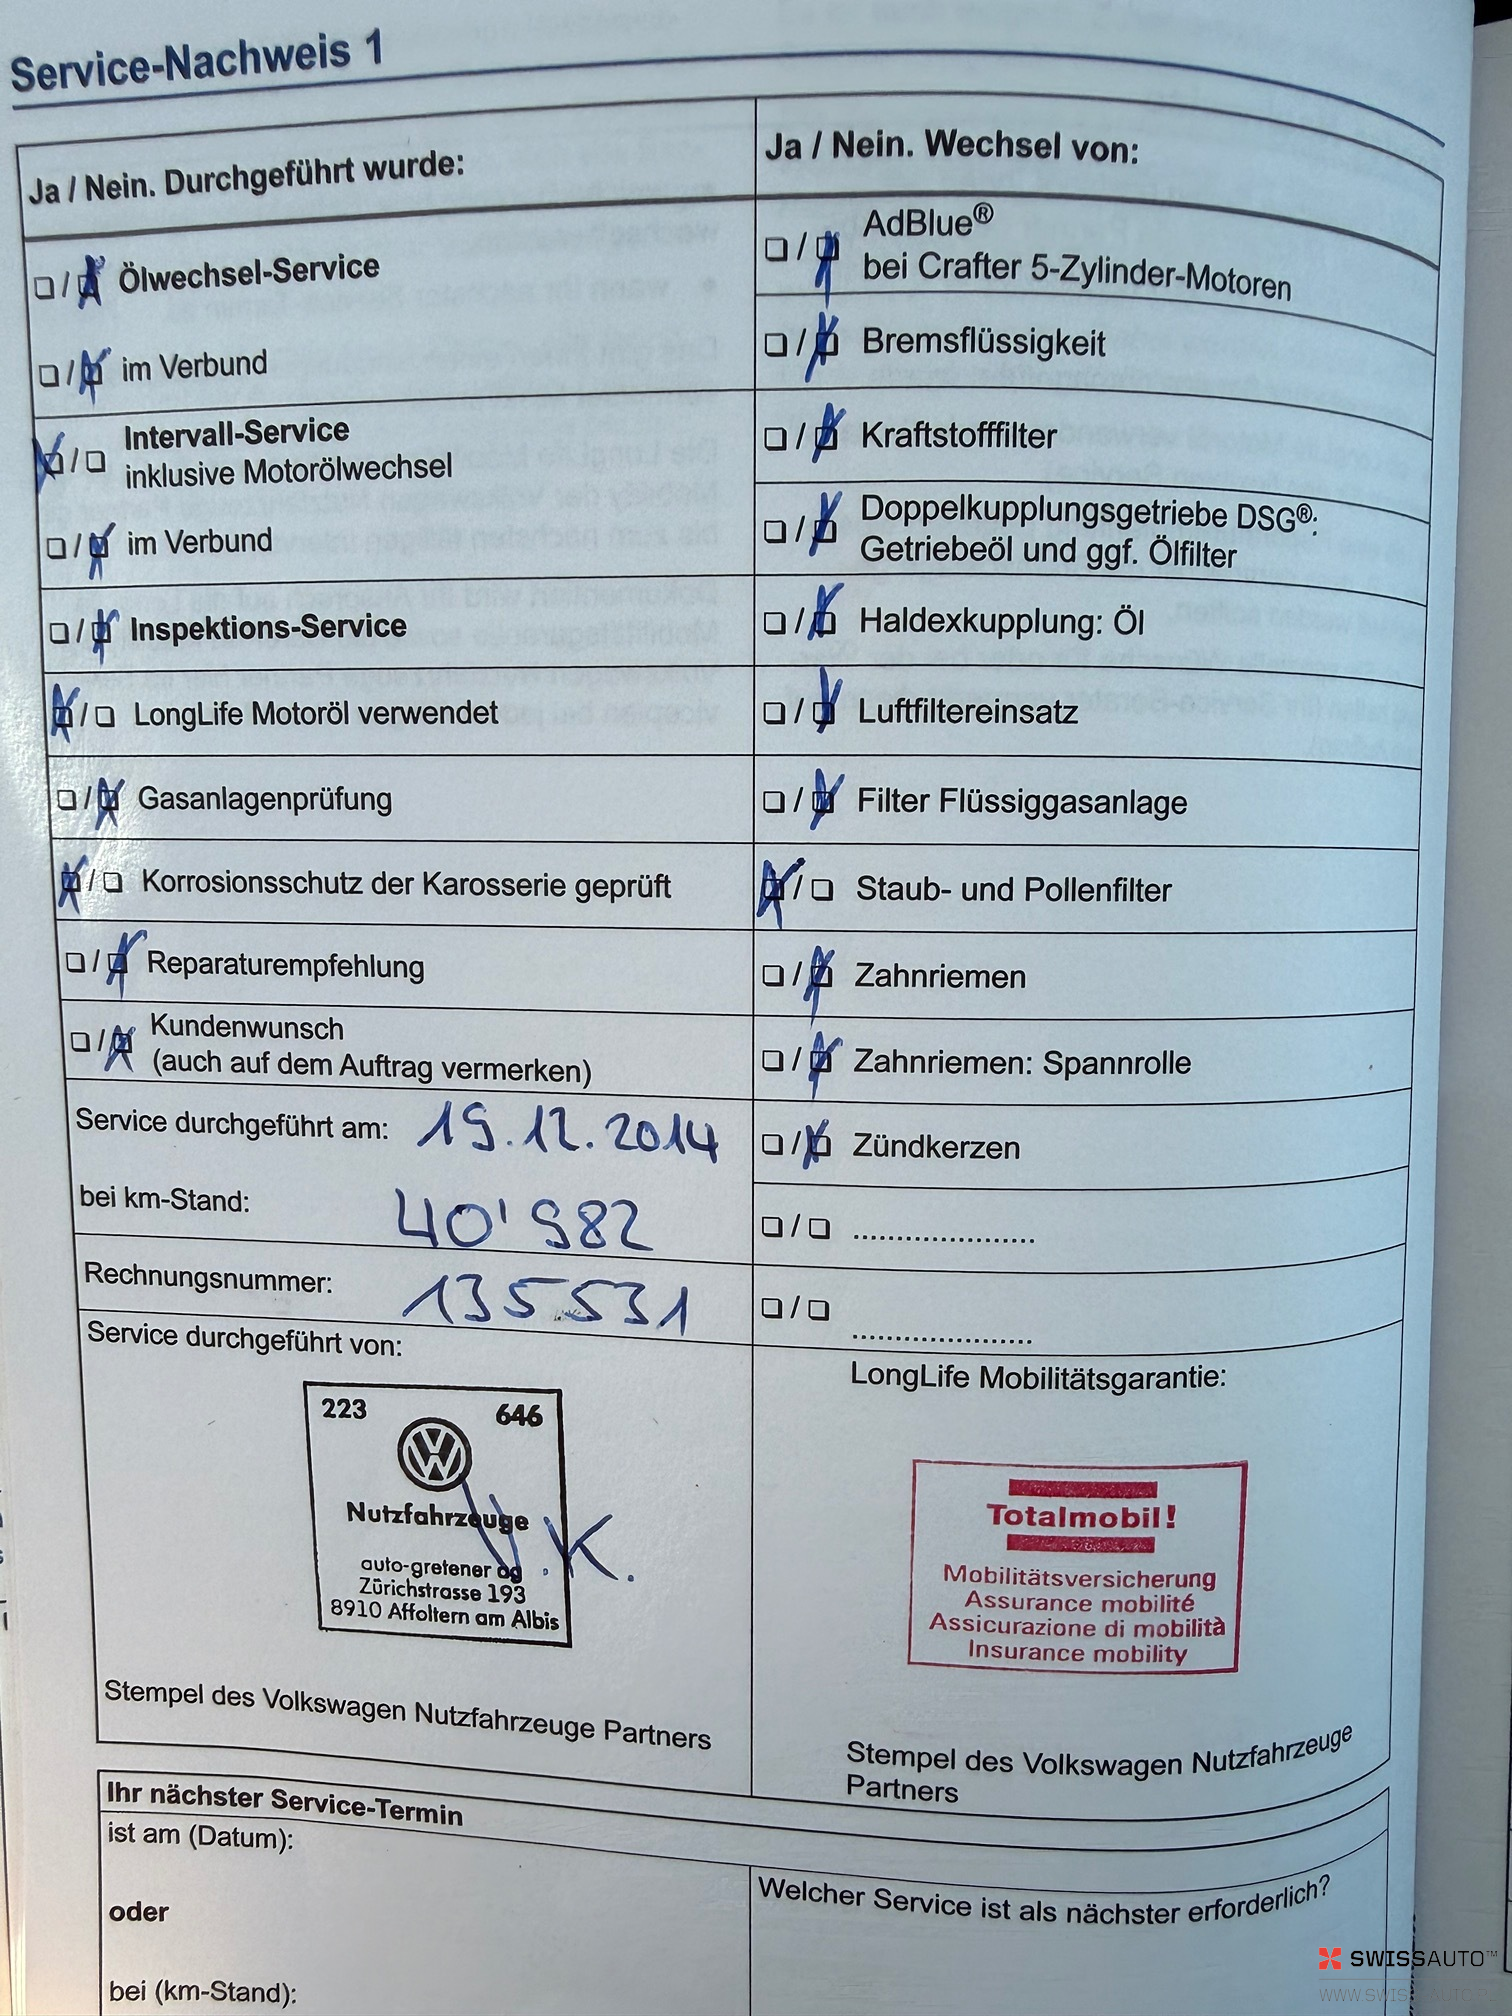 Service-Nachweis 1
Ja / Nein. Durchgeführt wurde:
Ölwechsel-Service
im Verbund
Intervall-Service
inklusive Motorölwechsel
im Verbund
Inspektions-Service
LongLife Motoröl verwendet
Gasanlagenprüfung
Korrosionsschutz der Karosserie geprüft
Reparaturempfehlung
Kundenwunsch
(auch auf dem Auftrag vermerken)
Service durchgeführt am: 19.12.2014
bei km-Stand: 40'982
Rechnungsnummer: 135531
Service durchgeführt von:
223 646
Nutzfahrzeuge
auto-gretener ag
Zürichstrasse 193
8910 Affoltern am Albis
V.K.
Stempel des Volkswagen Nutzfahrzeuge Partners
Ja / Nein. Wechsel von:
AdBlue®
bei Crafter 5-Zylinder-Motoren
Bremsflüssigkeit
Kraftstofffilter
Doppelkupplungsgetriebe DSG®:
Getriebeöl und ggf. Ölfilter
Haldexkupplung: Öl
Luftfiltereinsatz
Filter Flüssiggasanlage
Staub- und Pollenfilter
Zahnriemen
Zahnriemen: Spannrolle
Zündkerzen
LongLife Mobilitätsgarantie:
Totalmobil!
Mobilitätsversicherung
Assurance mobilité
Assicurazione di mobilità
Insurance mobility
Stempel des Volkswagen Nutzfahrzeuge
Partners
Ihr nächster Service-Termin
ist am (Datum):
oder
bei (km-Stand):
Welcher Service ist als nächster erforderlich?
SWISSAUTO™